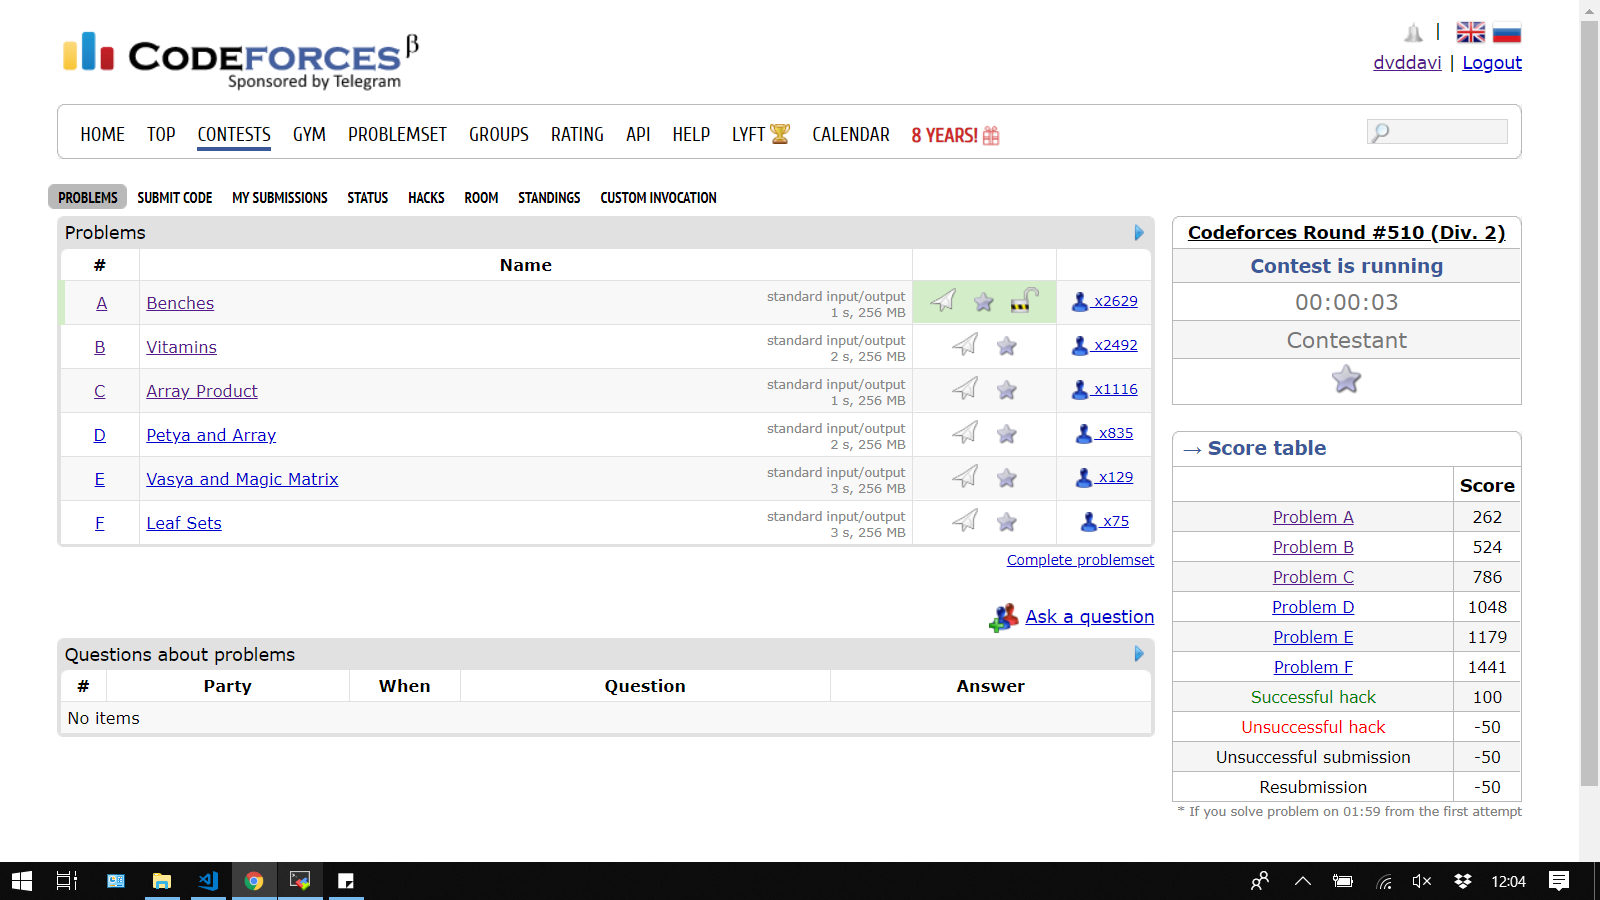 CODEFORCES β
Sponsored by Telegram
|
dvddavi | Logout
HOME TOP CONTESTS GYM PROBLEMSET GROUPS RATING API HELP LYFT CALENDAR 8 YEARS!
PROBLEMS SUBMIT CODE MY SUBMISSIONS STATUS HACKS ROOM STANDINGS CUSTOM INVOCATION
Problems
# Name
A Benches standard input/output
1 s, 256 MB
x2629
B Vitamins standard input/output
2 s, 256 MB
x2492
C Array Product standard input/output
1 s, 256 MB
x1116
D Petya and Array standard input/output
2 s, 256 MB
x835
E Vasya and Magic Matrix standard input/output
3 s, 256 MB
x129
F Leaf Sets standard input/output
3 s, 256 MB
x75
Complete problemset
Ask a question
Questions about problems
# Party When Question Answer
No items
Codeforces Round #510 (Div. 2)
Contest is running
00:00:03
Contestant
→ Score table
Score
Problem A 262
Problem B 524
Problem C 786
Problem D 1048
Problem E 1179
Problem F 1441
Successful hack 100
Unsuccessful hack -50
Unsuccessful submission -50
Resubmission -50
* If you solve problem on 01:59 from the first attempt
12:04